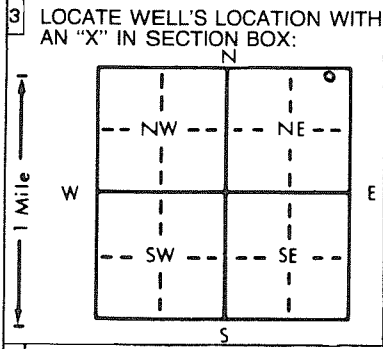 3 LOCATE WELL'S LOCATION WITH
AN "X" IN SECTION BOX:
N
NW NE
1 Mile
W E
SW SE
S